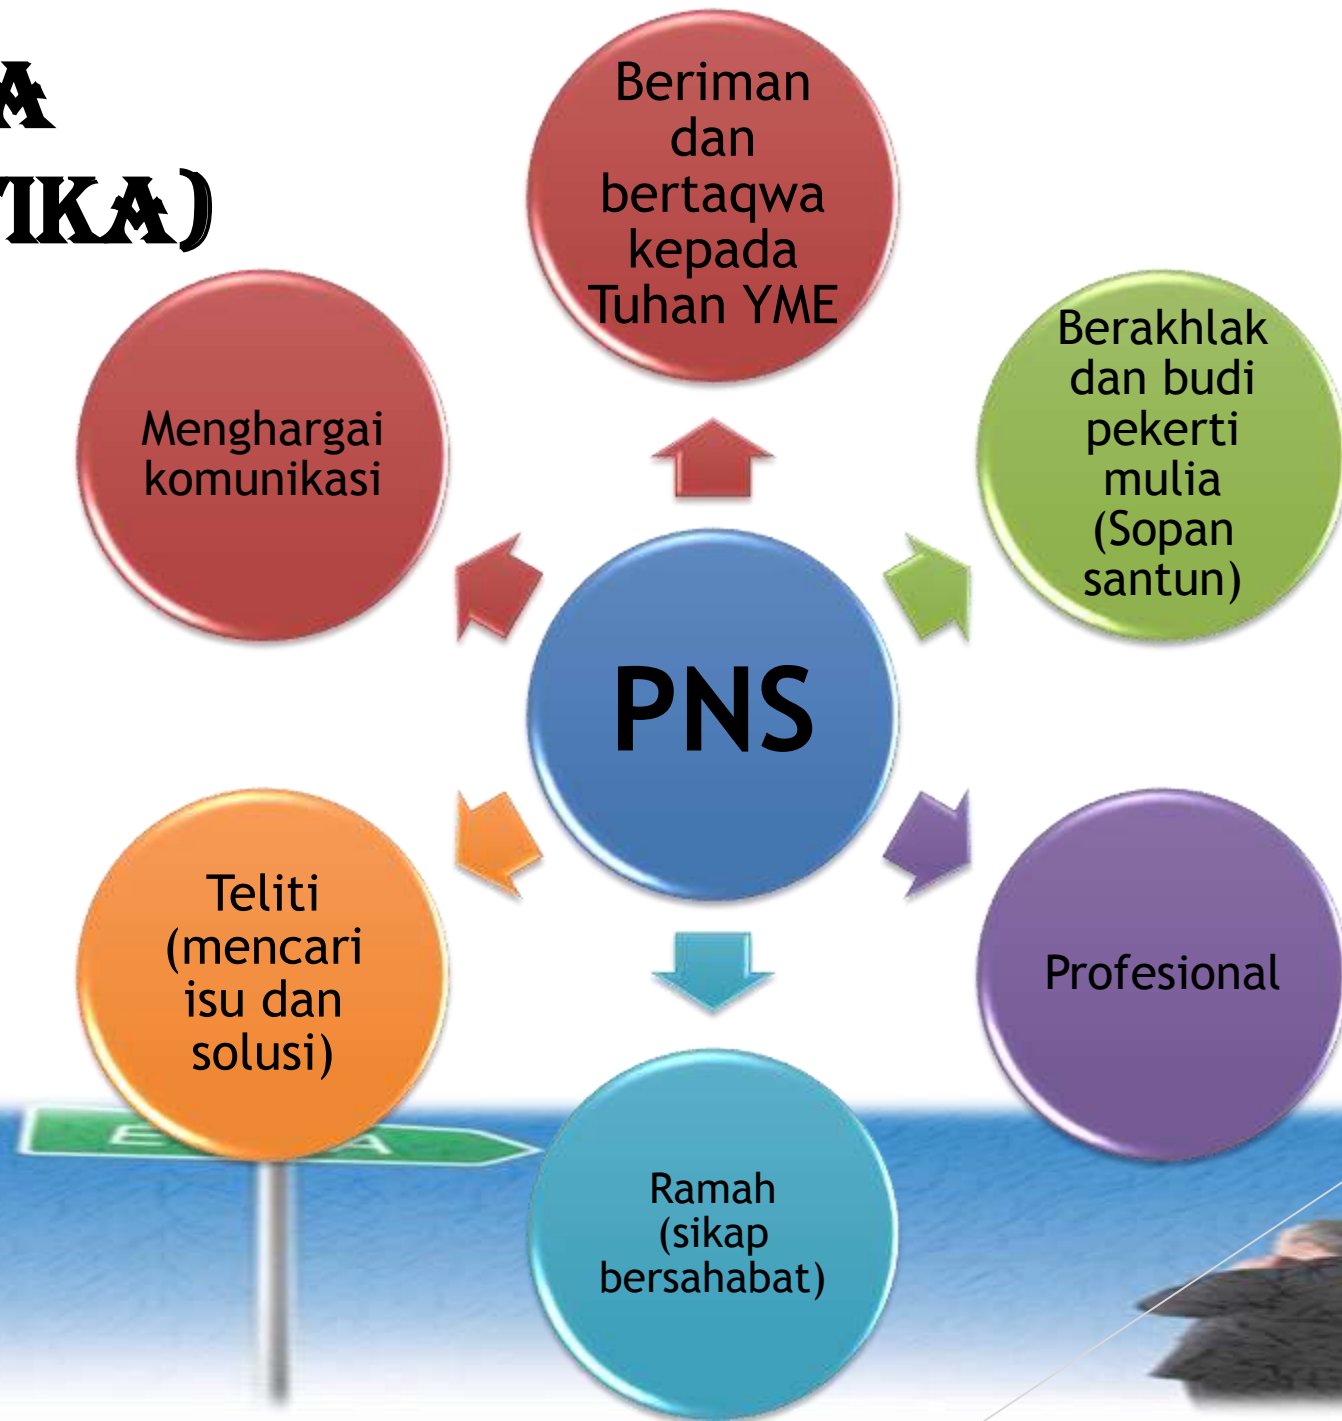 A
TIKA)
Beriman
dan
bertaqwa
kepada
Tuhan YME
Berakhlak
dan budi
pekerti
mulia
(Sopan
santun)
Menghargai
komunikasi
PNS
Teliti
(mencari
isu dan
solusi)
Profesional
Ramah
(sikap
bersahabat)